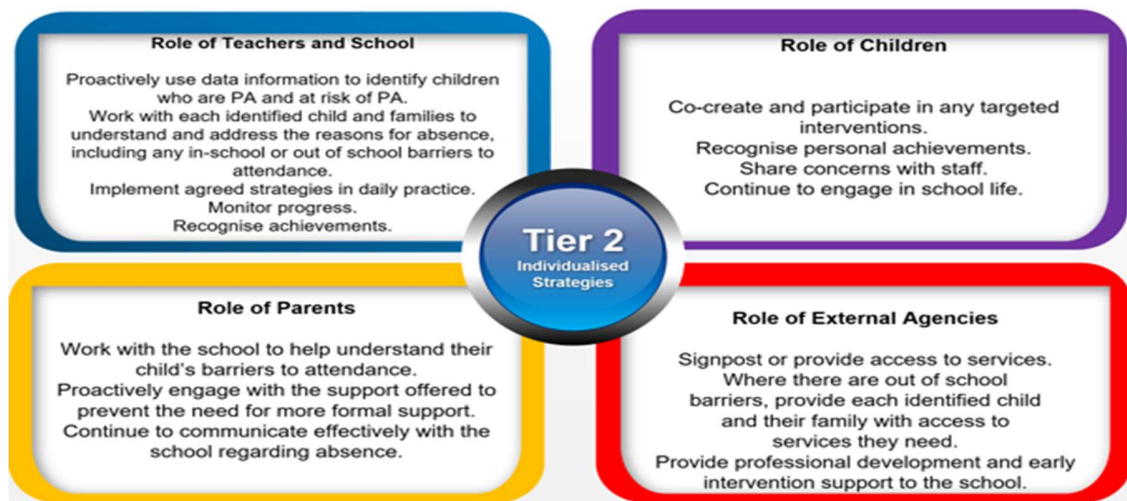 Role of Teachers and School
Proactively use data information to identify children
who are PA and at risk of PA.
Work with each identified child and families to
understand and address the reasons for absence,
including any in-school or out of school barriers to
attendance.
Implement agreed strategies in daily practice.
Monitor progress.
Recognise achievements.
Role of Children
Co-create and participate in any targeted
interventions.
Recognise personal achievements.
Share concerns with staff.
Continue to engage in school life.
Tier 2
Individualised
Strategies
Role of Parents
Work with the school to help understand their
child's barriers to attendance.
Proactively engage with the support offered to
prevent the need for more formal support.
Continue to communicate effectively with the
school regarding absence.
Role of External Agencies
Signpost or provide access to services.
Where there are out of school
barriers, provide each identified child
and their family with access to
services they need.
Provide professional development and early
intervention support to the school.